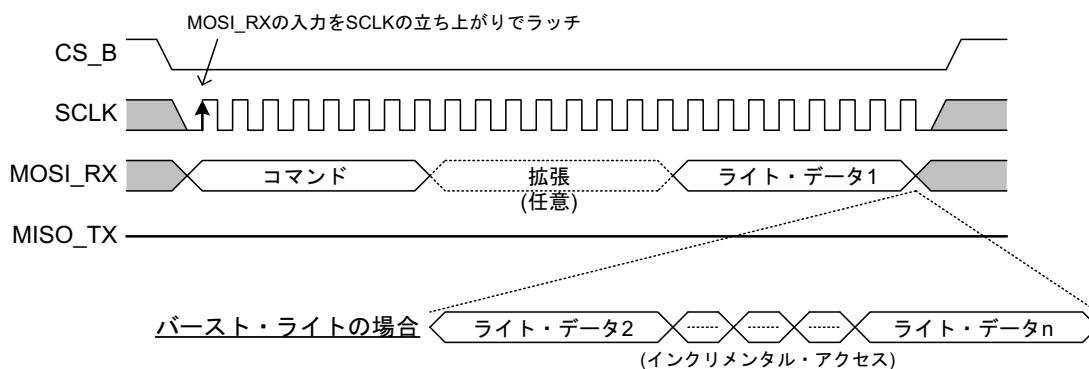 MOSI_RXの入力をSCLKの立ち上がりでラッチ
CS_B
SCLK
MOSI_RX
コマンド
拡張
(任意)
ライト・データ1
MISO_TX
バースト・ライトの場合
ライト・データ2
ライト・データn
(インクリメンタル・アクセス)